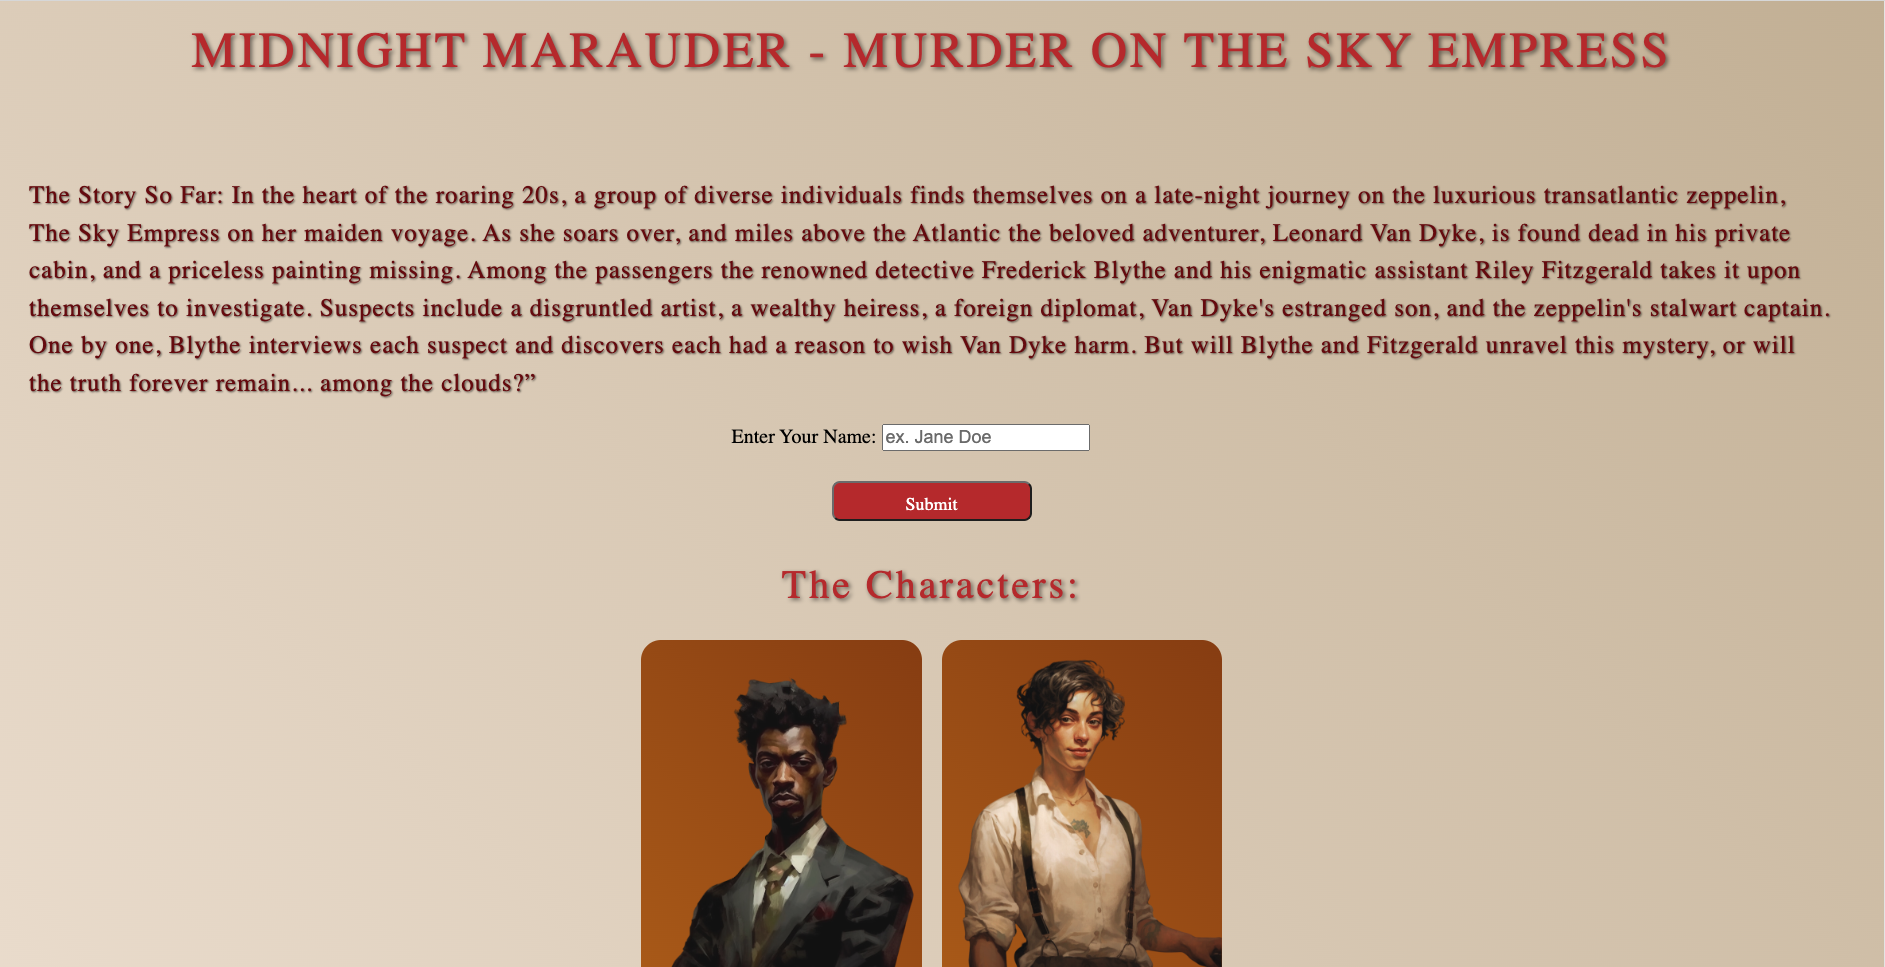 MIDNIGHT MARAUDER - MURDER ON THE SKY EMPRESS
The Story So Far: In the heart of the roaring 20s, a group of diverse individuals finds themselves on a late-night journey on the luxurious transatlantic zeppelin,
The Sky Empress on her maiden voyage. As she soars over, and miles above the Atlantic the beloved adventurer, Leonard Van Dyke, is found dead in his private
cabin, and a priceless painting missing. Among the passengers the renowned detective Frederick Blythe and his enigmatic assistant Riley Fitzgerald takes it upon
themselves to investigate. Suspects include a disgruntled artist, a wealthy heiress, a foreign diplomat, Van Dyke's estranged son, and the zeppelin's stalwart captain.
One by one, Blythe interviews each suspect and discovers each had a reason to wish Van Dyke harm. But will Blythe and Fitzgerald unravel this mystery, or will
the truth forever remain... among the clouds?”
Enter Your Name: ex. Jane Doe
Submit
The Characters: